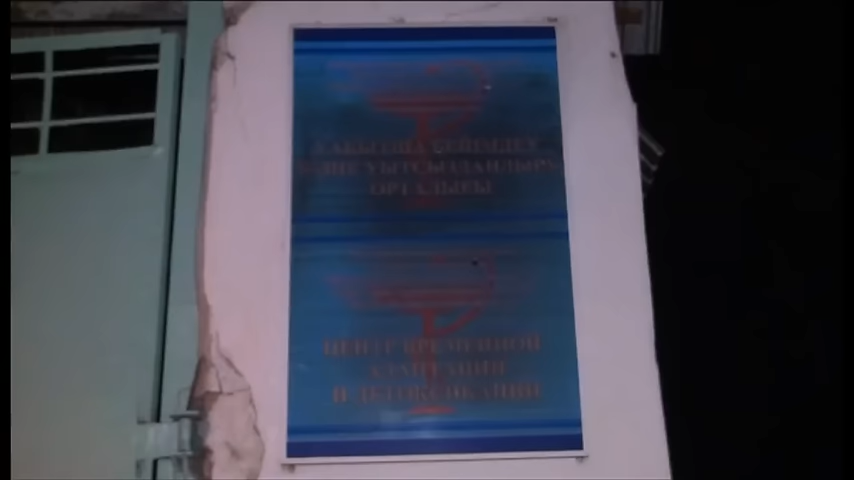 УАҚЫТША БЕЙІМДЕУ
ЖӘНЕ УЫТСЫЗДАНДЫРУ
ОРТАЛЫҒЫ
ЦЕНТР ВРЕМЕННОЙ
АДАПТАЦИИ
И ДЕТОКСИКАЦИИ